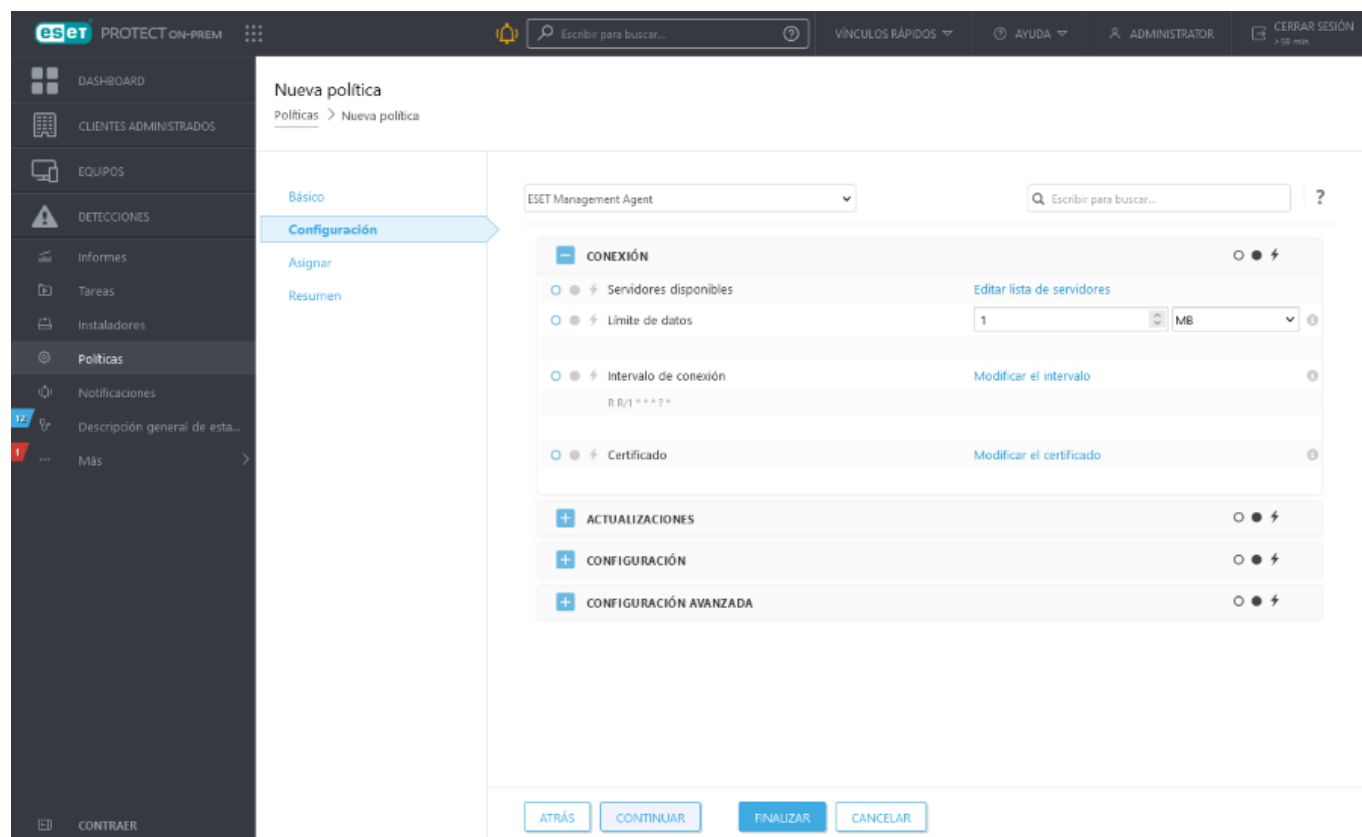 eset PROTECT ON-PREM
Escribir para buscar...
VÍNCULOS RÁPIDOS
AYUDA
ADMINISTRATOR
CERRAR SESIÓN
>59 min
DASHBOARD
CLIENTES ADMINISTRADOS
EQUIPOS
DETECCIONES
Informes
Tareas
Instaladores
Políticas
Notificaciones
12
Descripción general de esta...
1
Más
CONTRAER
Nueva política
Políticas > Nueva política
Básico
Configuración
Asignar
Resumen
ESET Management Agent
Escribir para buscar...
?
CONEXIÓN
Servidores disponibles
Editar lista de servidores
Límite de datos
1
MB
Intervalo de conexión
Modificar el intervalo
R R/1 * * * ? *
Certificado
Modificar el certificado
ACTUALIZACIONES
CONFIGURACIÓN
CONFIGURACIÓN AVANZADA
ATRÁS
CONTINUAR
FINALIZAR
CANCELAR